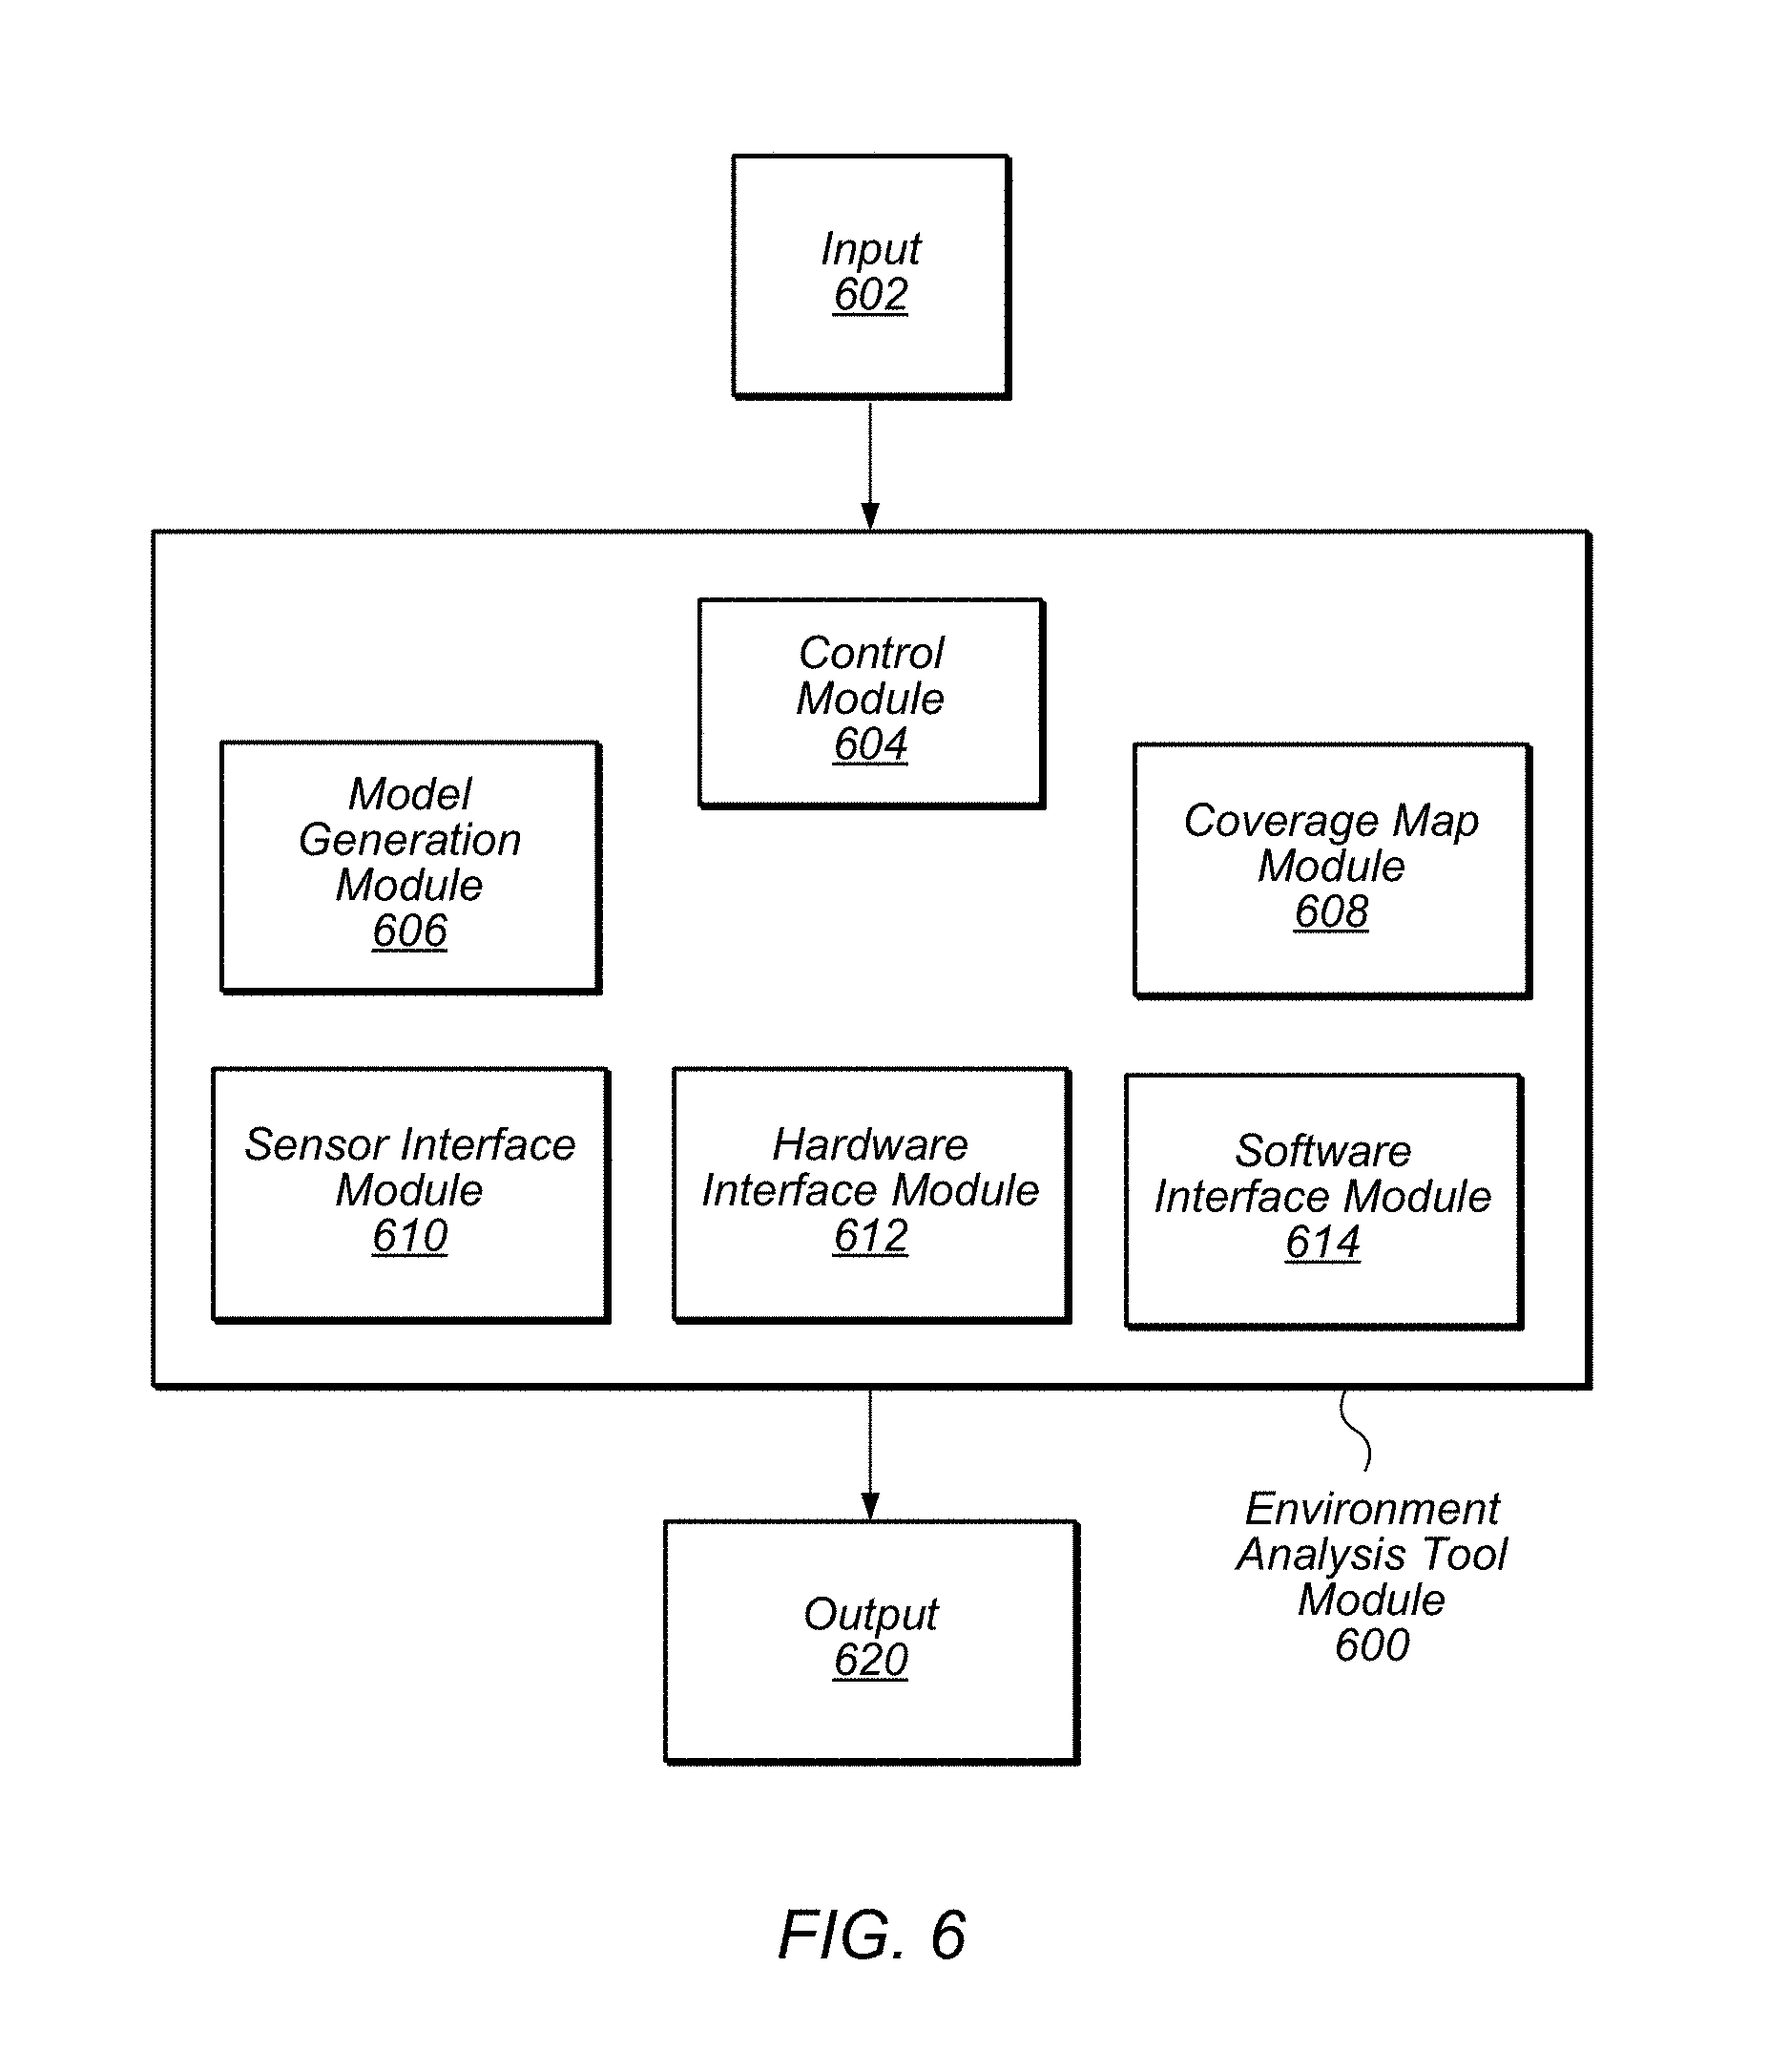 Input
602
Control
Module
604
Model
Generation
Module
606
Coverage Map
Module
608
Sensor Interface
Module
610
Hardware
Interface Module
612
Software
Interface Module
614
Environment
Analysis Tool
Module
600
Output
620
FIG. 6